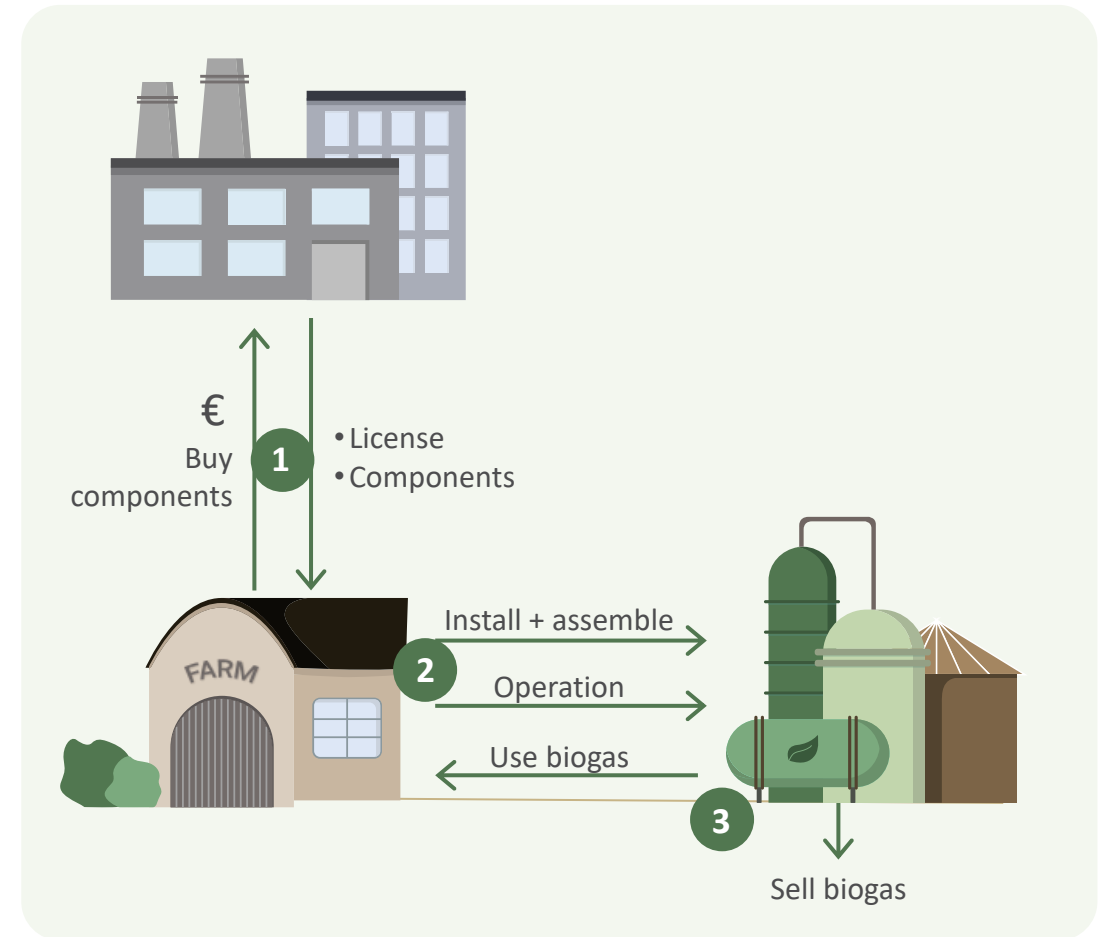 €
Buy
components
1
• License
• Components
FARM
2
Install + assemble
Operation
Use biogas
3
Sell biogas